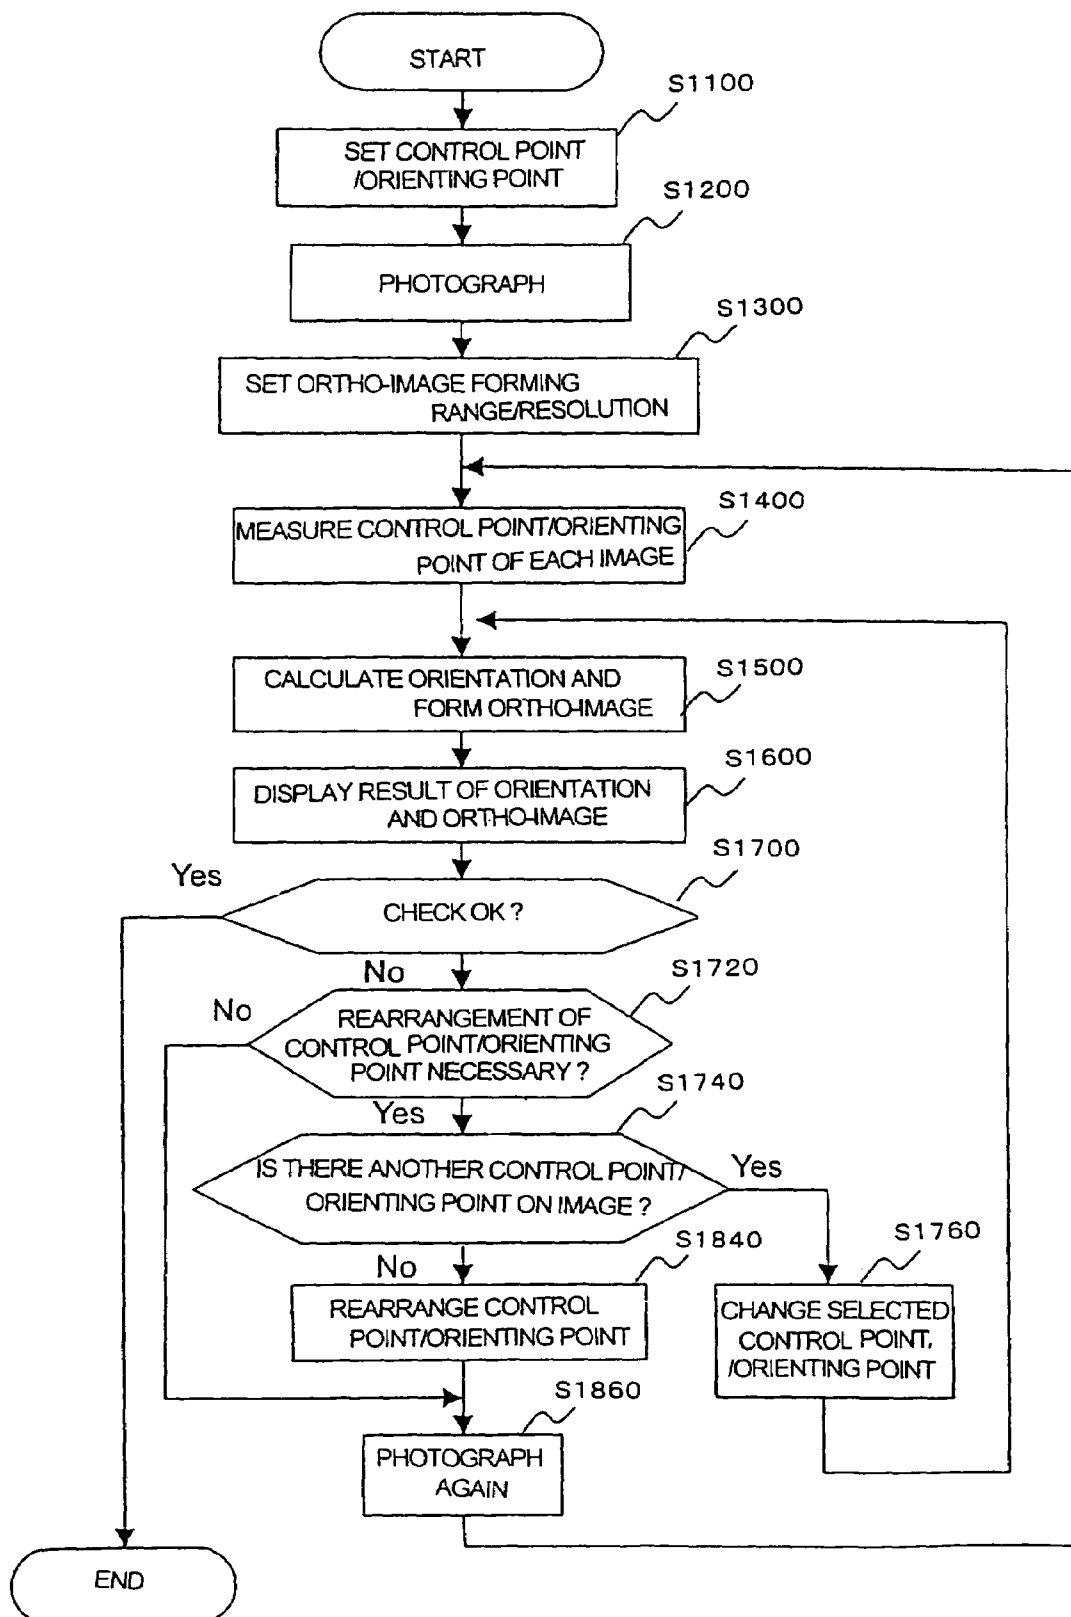 START
S1100
SET CONTROL POINT
/ORIENTING POINT
S1200
PHOTOGRAPH
S1300
SET ORTHO-IMAGE FORMING
RANGE/RESOLUTION
S1400
MEASURE CONTROL POINT/ORIENTING
POINT OF EACH IMAGE
S1500
CALCULATE ORIENTATION AND
FORM ORTHO-IMAGE
S1600
DISPLAY RESULT OF ORIENTATION
AND ORTHO-IMAGE
S1700
Yes
CHECK OK ?
No
S1720
No
REARRANGEMENT OF
CONTROL POINT/ORIENTING
POINT NECESSARY ?
S1740
Yes
IS THERE ANOTHER CONTROL POINT/
ORIENTING POINT ON IMAGE ?
Yes
No
S1840
S1760
REARRANGE CONTROL
POINT/ORIENTING POINT
CHANGE SELECTED
CONTROL POINT,
/ORIENTING POINT
S1860
PHOTOGRAPH
AGAIN
END